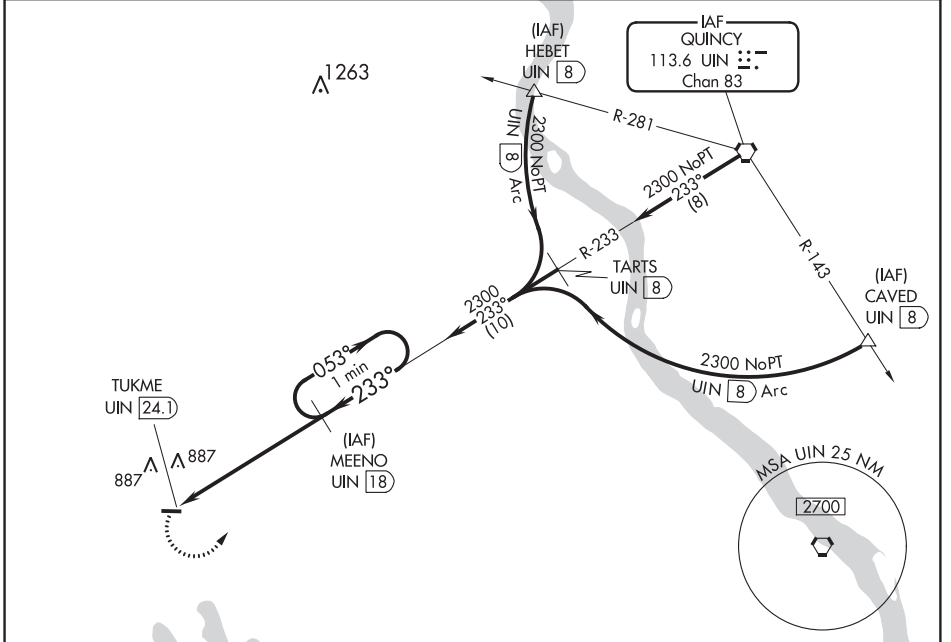 1263
(IAF)
HEBET
UIN 8
IAF
QUINCY
113.6 UIN
Chan 83
R-281
2300 NoPT
UIN 8 Arc
2300 NoPT
233°
(8)
R-233
TARTS
UIN 8
R-143
(IAF)
CAVED
UIN 8
2300
233°
(10)
2300 NoPT
UIN 8 Arc
053°
1 min
233°
TUKME
UIN 24.1
887
887
(IAF)
MEENO
UIN 18
MSA UIN 25 NM
2700